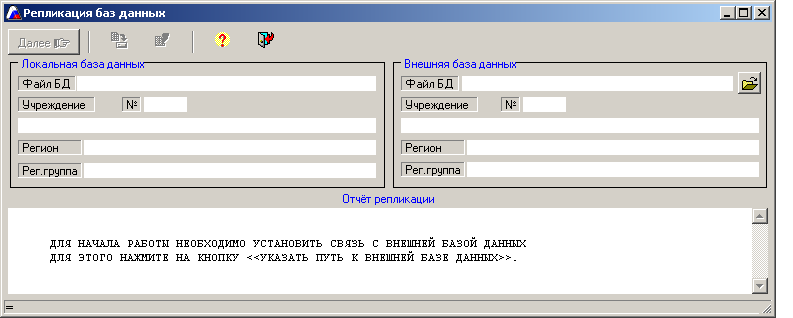 Репликация баз данных
Далее
?
Локальная база данных
Внешняя база данных
Файл БД
Файл БД
Учреждение №
Учреждение №
Регион
Регион
Рег.группа
Рег.группа
Отчёт репликации
ДЛЯ НАЧАЛА РАБОТЫ НЕОБХОДИМО УСТАНОВИТЬ СВЯЗЬ С ВНЕШНЕЙ БАЗОЙ ДАННЫХ
ДЛЯ ЭТОГО НАЖМИТЕ НА КНОПКУ <<УКАЗАТЬ ПУТЬ К ВНЕШНЕЙ БАЗЕ ДАННЫХ>>.
=